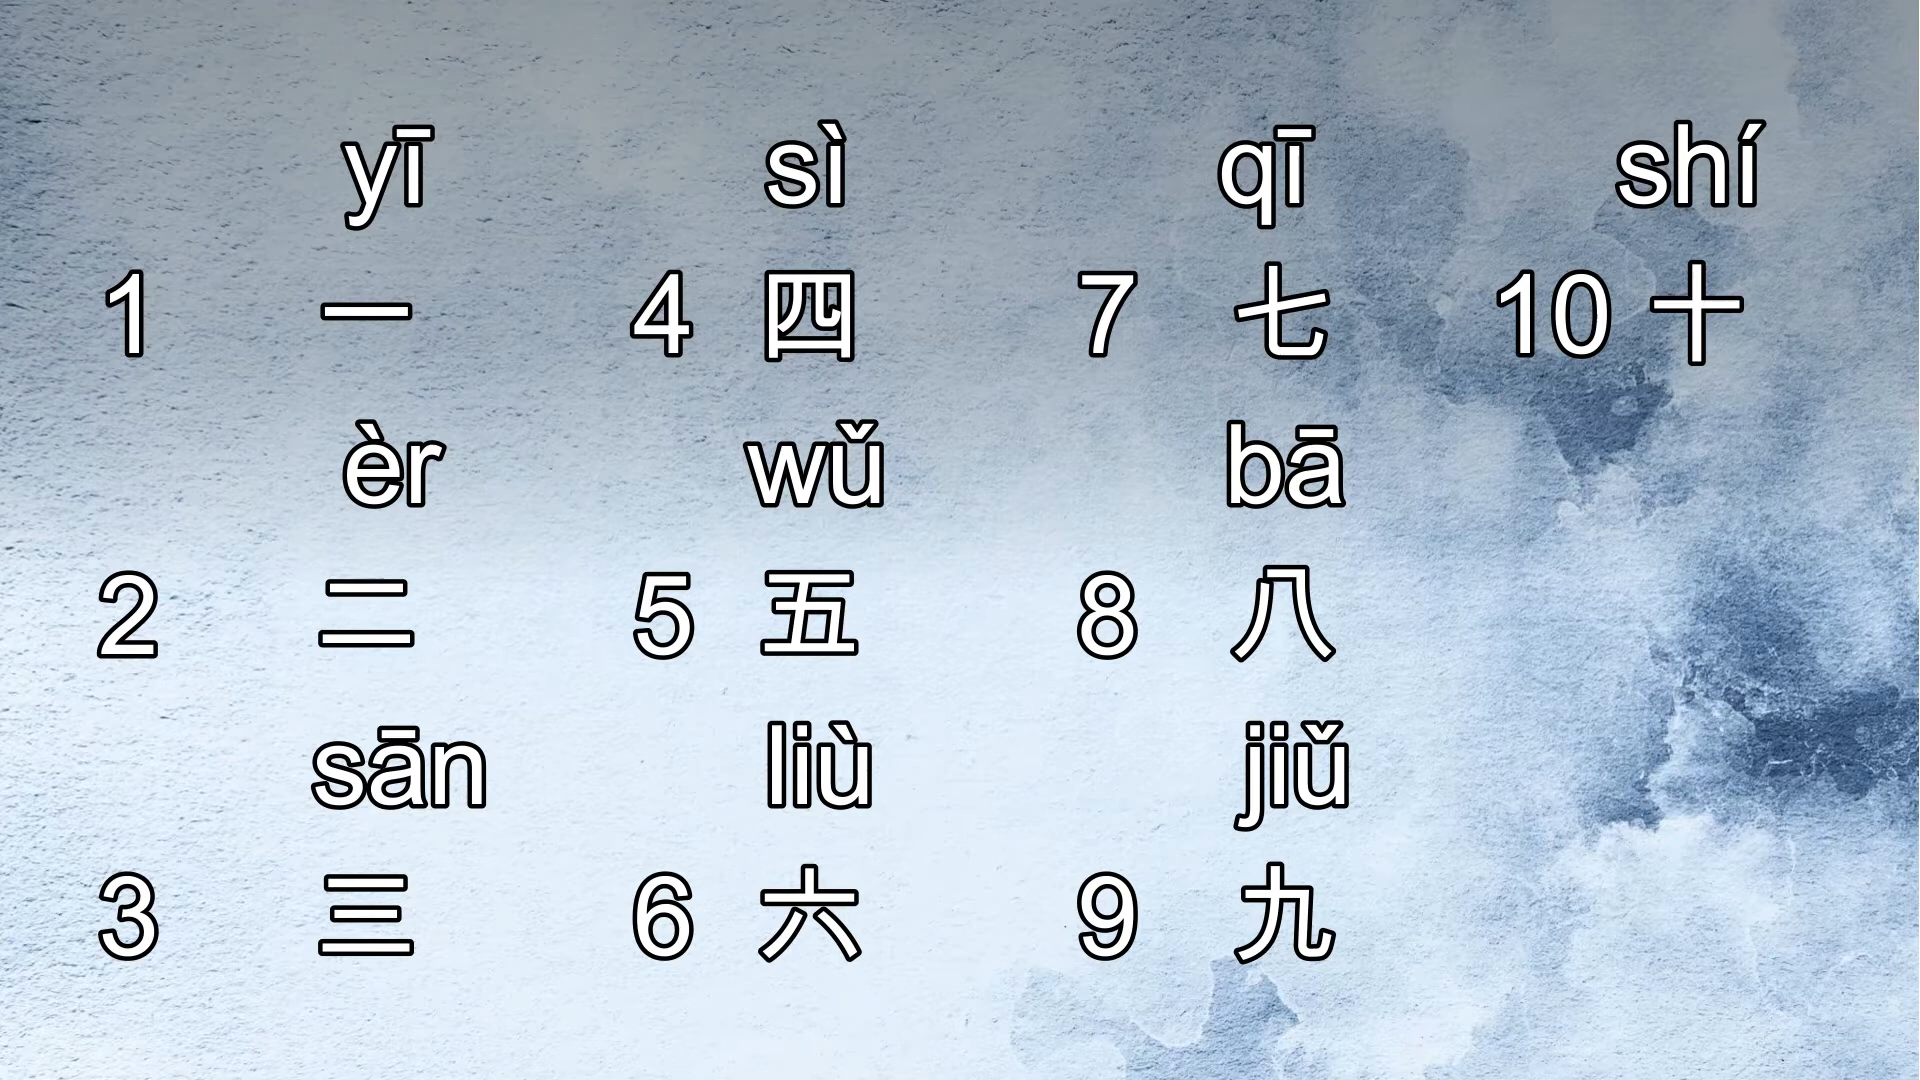 yī sì qī shí
1 一 4 四 7 七 10 十
èr wǔ bā
2 二 5 五 8 八
sān liù jiǔ
3 三 6 六 9 九